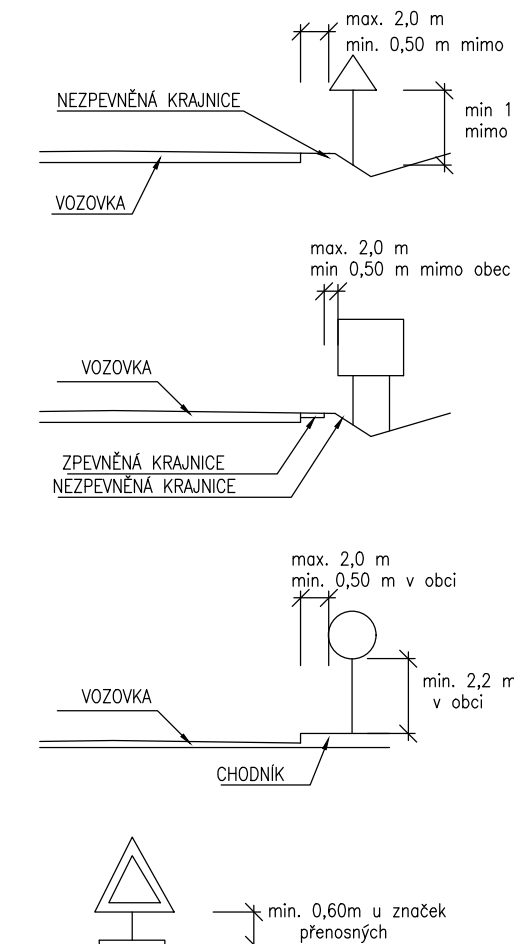 max. 2,0 m
min. 0,50 m mimo
NEZPEVNĚNÁ KRAJNICE
min 1
mimo
VOZOVKA
max. 2,0 m
min 0,50 m mimo obec
VOZOVKA
ZPEVNĚNÁ KRAJNICE
NEZPEVNĚNÁ KRAJNICE
max. 2,0 m
min. 0,50 m v obci
min. 2,2 m
v obci
VOZOVKA
CHODNÍK
min. 0,60m u značek
přenosných